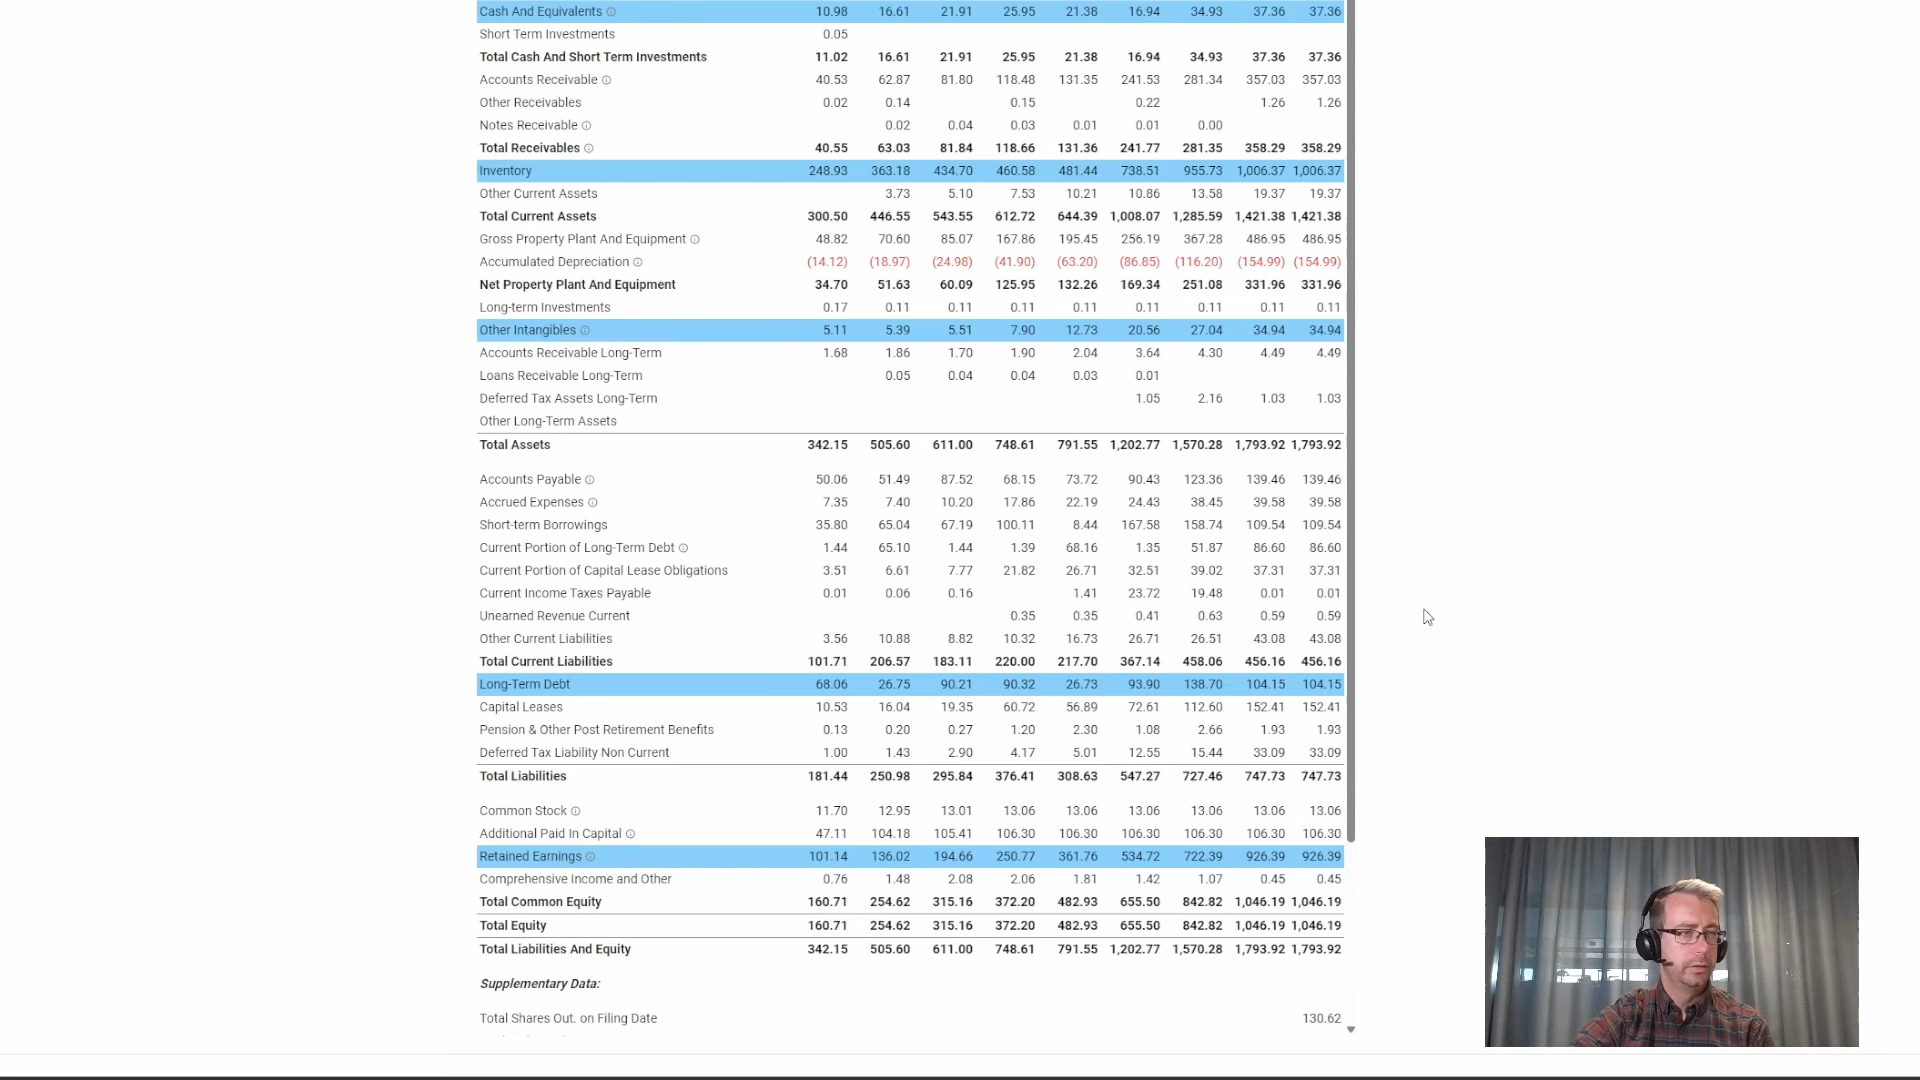 Cash And Equivalents 10.98 16.61 21.91 25.95 21.38 16.94 34.93 37.36 37.36
Short Term Investments 0.05
Total Cash And Short Term Investments 11.02 16.61 21.91 25.95 21.38 16.94 34.93 37.36 37.36
Accounts Receivable 40.53 62.87 81.80 118.48 131.35 241.53 281.34 357.03 357.03
Other Receivables 0.02 0.14 0.15 0.22 1.26 1.26
Notes Receivable 0.02 0.04 0.03 0.01 0.01 0.00
Total Receivables 40.55 63.03 81.84 118.66 131.36 241.77 281.35 358.29 358.29
Inventory 248.93 363.18 434.70 460.58 481.44 738.51 955.73 1,006.37 1,006.37
Other Current Assets 3.73 5.10 7.53 10.21 10.86 13.58 19.37 19.37
Total Current Assets 300.50 446.55 543.55 612.72 644.39 1,008.07 1,285.59 1,421.38 1,421.38
Gross Property Plant And Equipment 48.82 70.60 85.07 167.86 195.45 256.19 367.28 486.95 486.95
Accumulated Depreciation (14.12) (18.97) (24.98) (41.90) (63.20) (86.85) (116.20) (154.99) (154.99)
Net Property Plant And Equipment 34.70 51.63 60.09 125.95 132.26 169.34 251.08 331.96 331.96
Long-term Investments 0.17 0.11 0.11 0.11 0.11 0.11 0.11 0.11 0.11
Other Intangibles 5.11 5.39 5.51 7.90 12.73 20.56 27.04 34.94 34.94
Accounts Receivable Long-Term 1.68 1.86 1.70 1.90 2.04 3.64 4.30 4.49 4.49
Loans Receivable Long-Term 0.05 0.04 0.04 0.03 0.01
Deferred Tax Assets Long-Term 1.05 2.16 1.03 1.03
Other Long-Term Assets
Total Assets 342.15 505.60 611.00 748.61 791.55 1,202.77 1,570.28 1,793.92 1,793.92
Accounts Payable 50.06 51.49 87.52 68.15 73.72 90.43 123.36 139.46 139.46
Accrued Expenses 7.35 7.40 10.20 17.86 22.19 24.43 38.45 39.58 39.58
Short-term Borrowings 35.80 65.04 67.19 100.11 8.44 167.58 158.74 109.54 109.54
Current Portion of Long-Term Debt 1.44 65.10 1.44 1.39 68.16 1.35 51.87 86.60 86.60
Current Portion of Capital Lease Obligations 3.51 6.61 7.77 21.82 26.71 32.51 39.02 37.31 37.31
Current Income Taxes Payable 0.01 0.06 0.16 1.41 23.72 19.48 0.01 0.01
Unearned Revenue Current 0.35 0.35 0.41 0.63 0.59 0.59
Other Current Liabilities 3.56 10.88 8.82 10.32 16.73 26.71 26.51 43.08 43.08
Total Current Liabilities 101.71 206.57 183.11 220.00 217.70 367.14 458.06 456.16 456.16
Long-Term Debt 68.06 26.75 90.21 90.32 26.73 93.90 138.70 104.15 104.15
Capital Leases 10.53 16.04 19.35 60.72 56.89 72.61 112.60 152.41 152.41
Pension & Other Post Retirement Benefits 0.13 0.20 0.27 1.20 2.30 1.08 2.66 1.93 1.93
Deferred Tax Liability Non Current 1.00 1.43 2.90 4.17 5.01 12.55 15.44 33.09 33.09
Total Liabilities 181.44 250.98 295.84 376.41 308.63 547.27 727.46 747.73 747.73
Common Stock 11.70 12.95 13.01 13.06 13.06 13.06 13.06 13.06 13.06
Additional Paid In Capital 47.11 104.18 105.41 106.30 106.30 106.30 106.30 106.30 106.30
Retained Earnings 101.14 136.02 194.66 250.77 361.76 534.72 722.39 926.39 926.39
Comprehensive Income and Other 0.76 1.48 2.08 2.06 1.81 1.42 1.07 0.45 0.45
Total Common Equity 160.71 254.62 315.16 372.20 482.93 655.50 842.82 1,046.19 1,046.19
Total Equity 160.71 254.62 315.16 372.20 482.93 655.50 842.82 1,046.19 1,046.19
Total Liabilities And Equity 342.15 505.60 611.00 748.61 791.55 1,202.77 1,570.28 1,793.92 1,793.92
Supplementary Data:
Total Shares Out. on Filing Date 130.62